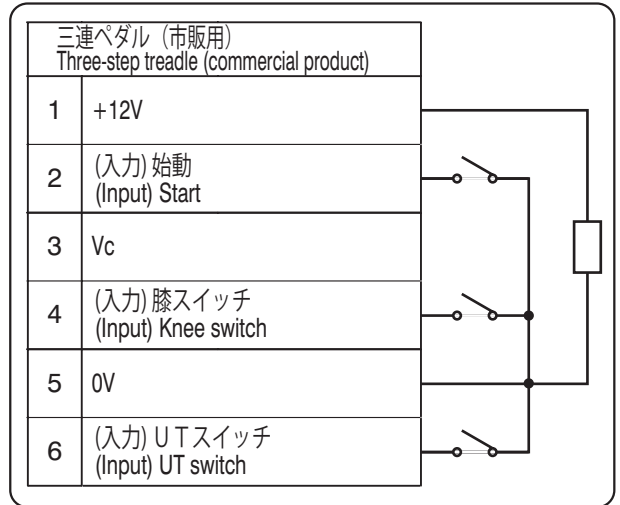 三連ペダル（市販用）
Three-step treadle (commercial product)
1 +12V
2 (入力) 始動
(Input) Start
3 Vc
4 (入力) 膝スイッチ
(Input) Knee switch
5 0V
6 (入力) ＵＴスイッチ
(Input) UT switch